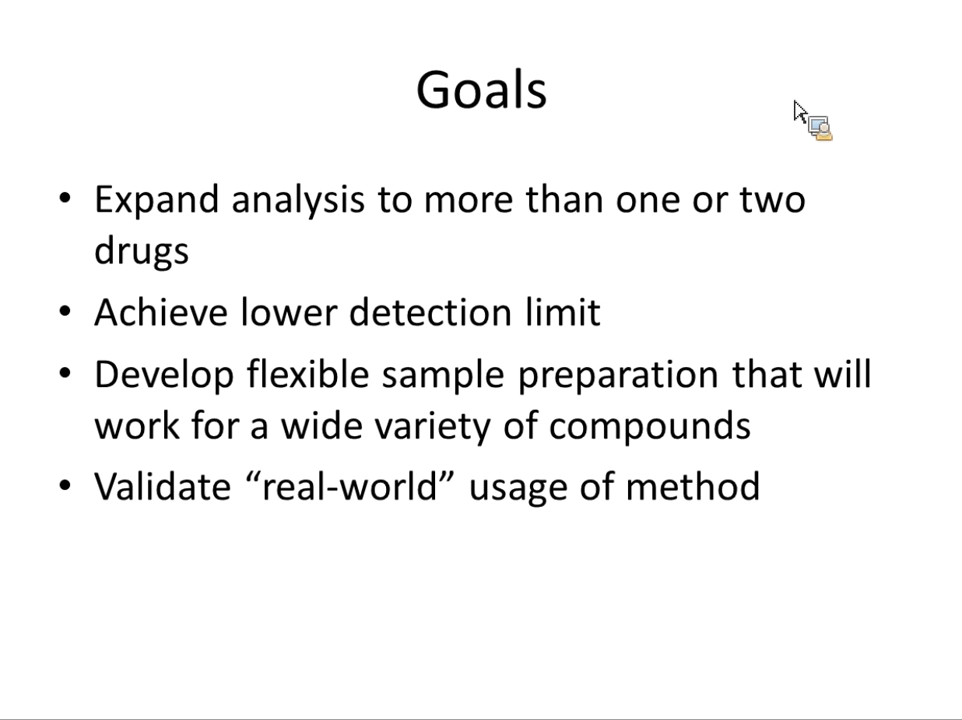 Goals
• Expand analysis to more than one or two
drugs
• Achieve lower detection limit
• Develop flexible sample preparation that will
work for a wide variety of compounds
• Validate “real-world” usage of method